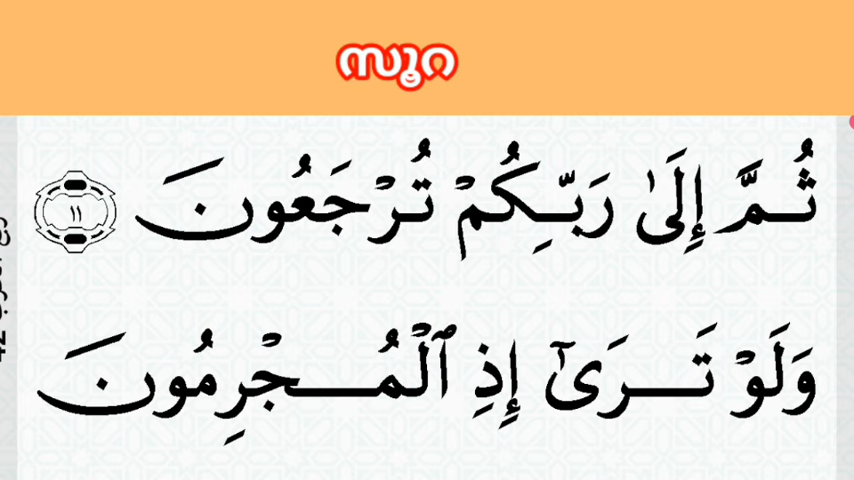 സൂറ
ثُمَّ إِلَىٰ رَبِّكُمْ تُرْجَعُونَ ١١
وَلَوْ تَرَىٰٓ إِذِ ٱلْمُجْرِمُونَ